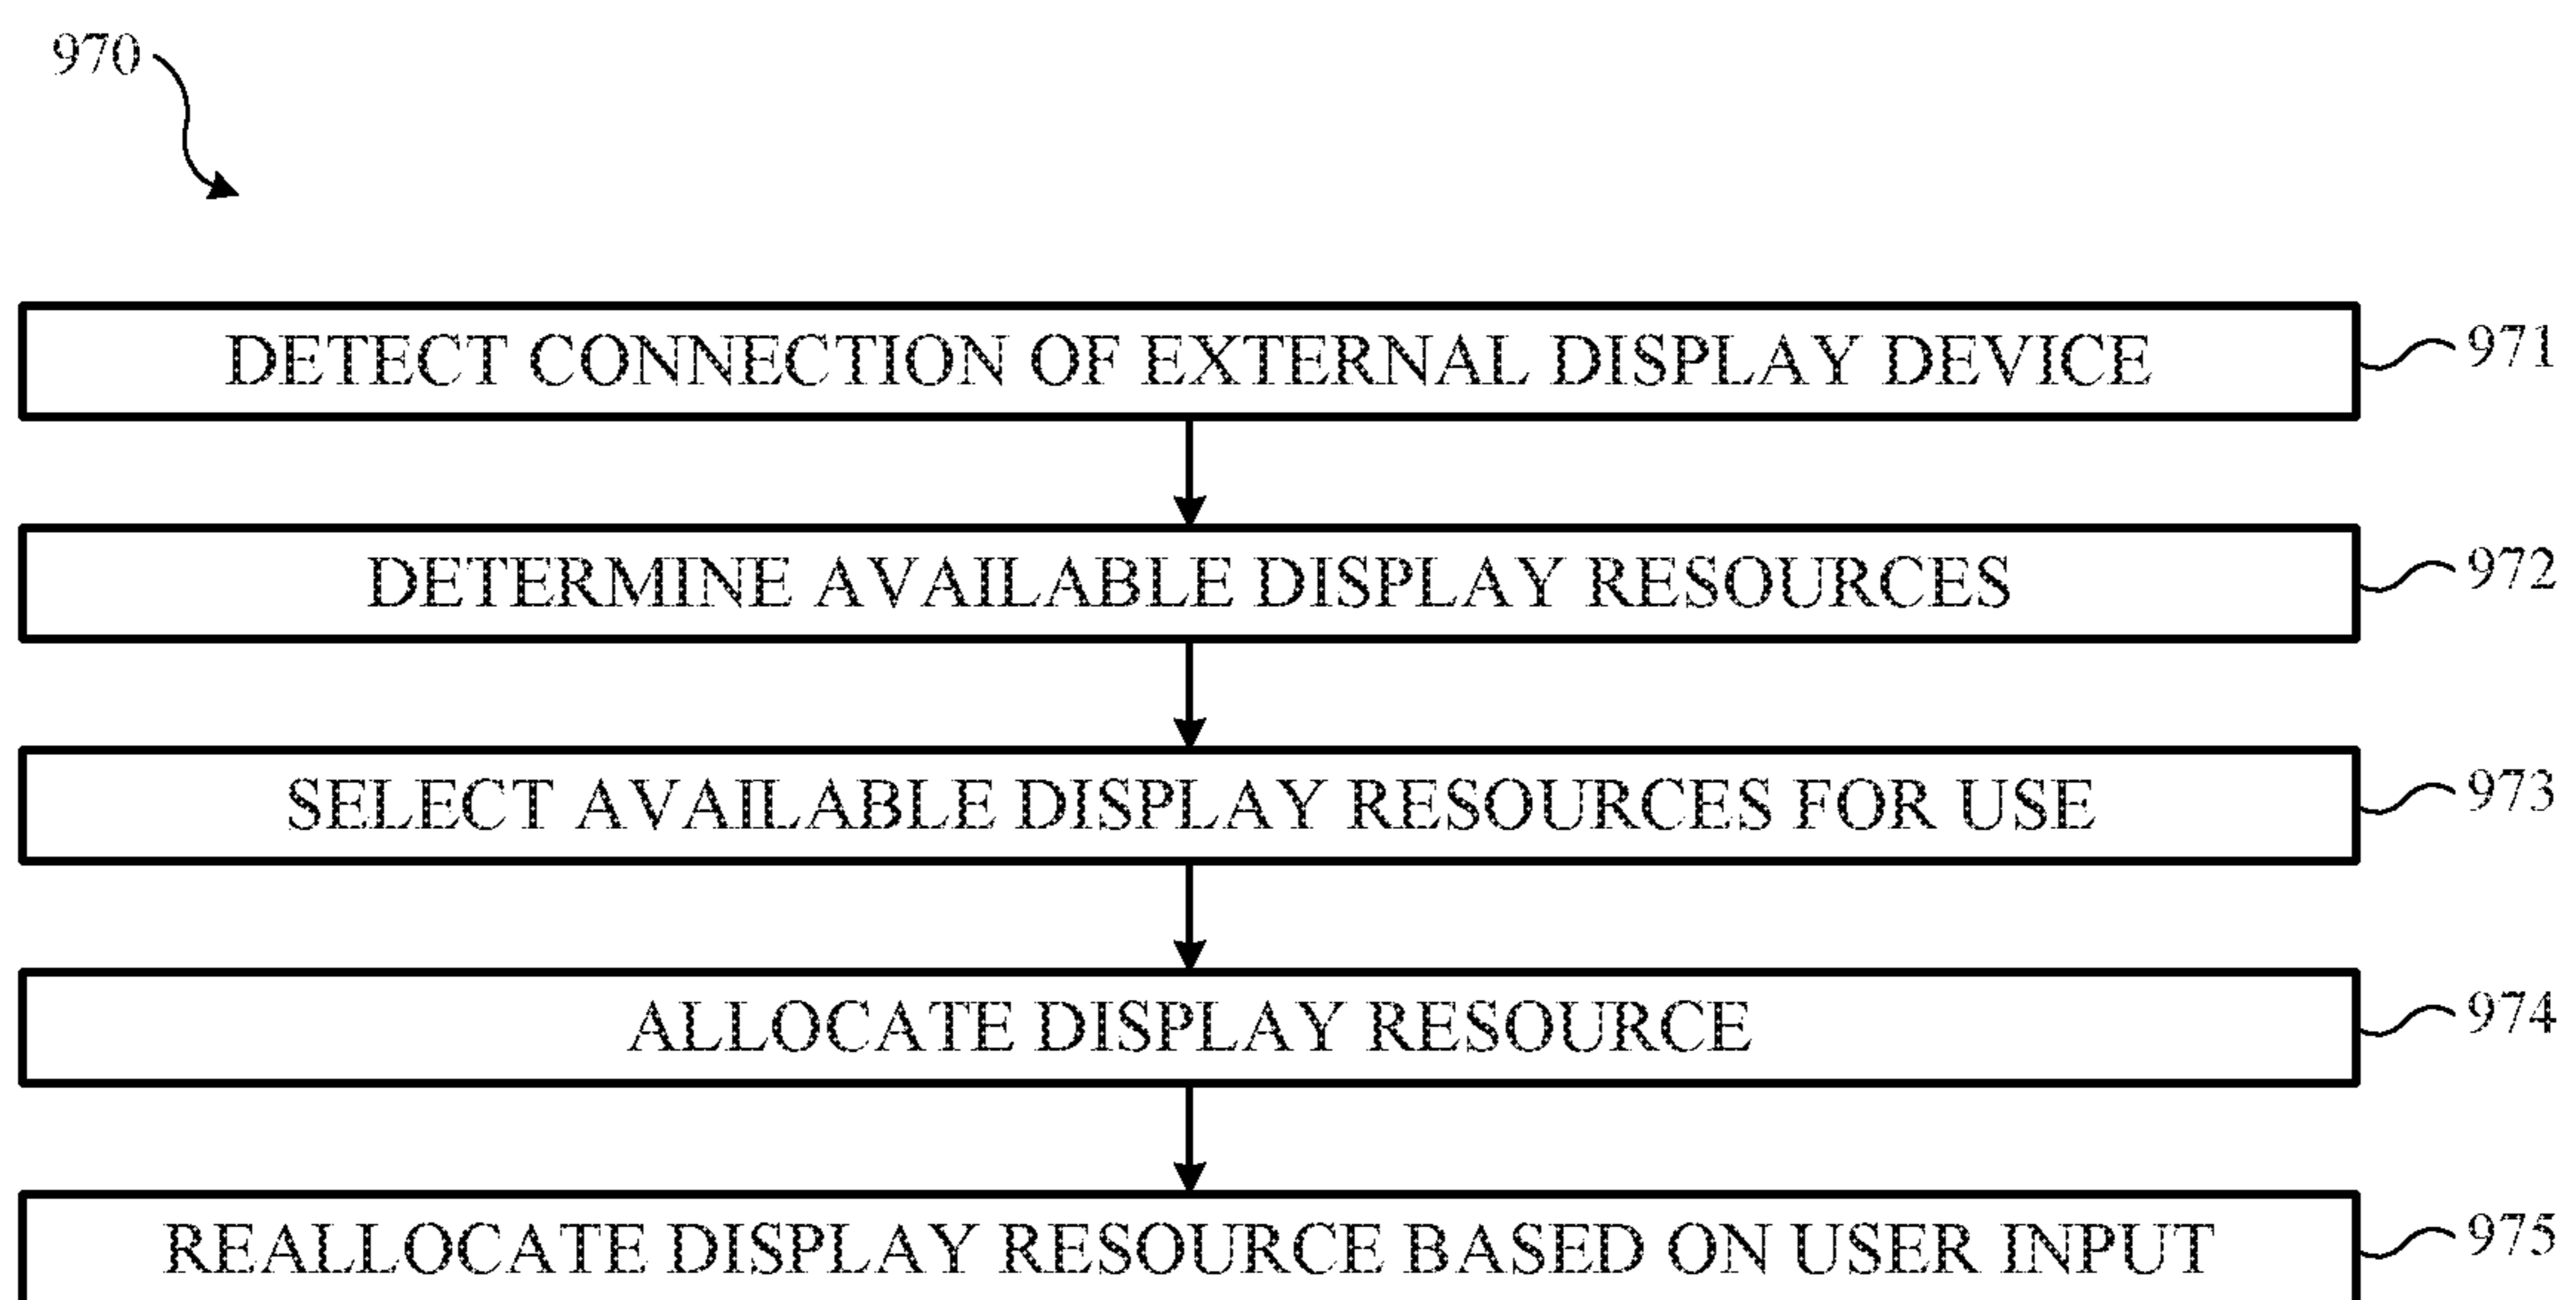 970
DETECT CONNECTION OF EXTERNAL DISPLAY DEVICE 971
DETERMINE AVAILABLE DISPLAY RESOURCES 972
SELECT AVAILABLE DISPLAY RESOURCES FOR USE 973
ALLOCATE DISPLAY RESOURCE 974
REALLOCATE DISPLAY RESOURCE BASED ON USER INPUT 975